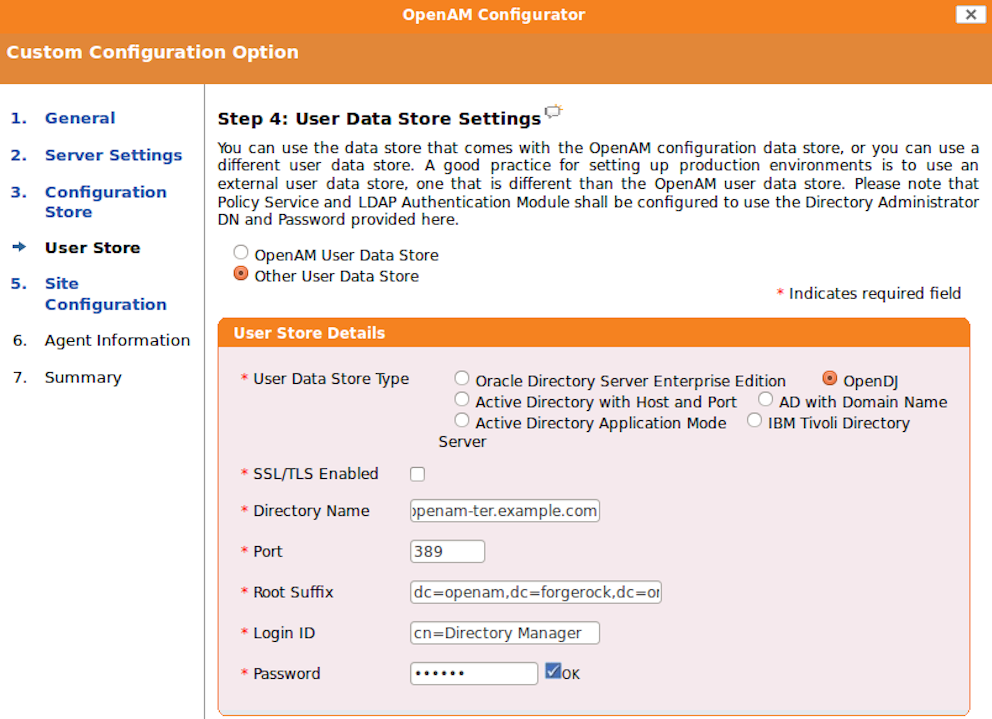 OpenAM Configurator
Custom Configuration Option
1. General
2. Server Settings
3. Configuration
Store
User Store
5. Site
Configuration
6. Agent Information
7. Summary
Step 4: User Data Store Settings
You can use the data store that comes with the OpenAM configuration data store, or you can use a
different user data store. A good practice for setting up production environments is to use an
external user data store, one that is different than the OpenAM user data store. Please note that
Policy Service and LDAP Authentication Module shall be configured to use the Directory Administrator
DN and Password provided here.
OpenAM User Data Store
Other User Data Store
* Indicates required field
User Store Details
* User Data Store Type
Oracle Directory Server Enterprise Edition OpenDJ
Active Directory with Host and Port AD with Domain Name
Active Directory Application Mode IBM Tivoli Directory
Server
* SSL/TLS Enabled
* Directory Name openam-ter.example.com
* Port 389
* Root Suffix dc=openam,dc=forgerock,dc=or
* Login ID cn=Directory Manager
* Password •••••• OK